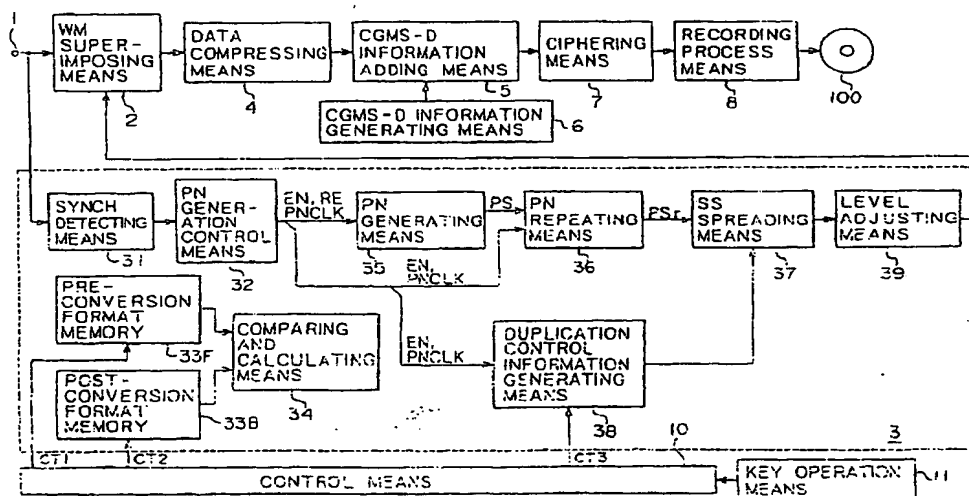 1
WM
SUPER-
IMPOSING
MEANS
2
DATA
COMPRESSING
MEANS
4
CGMS-D
INFORMATION
ADDING MEANS
5
CIPHERING
MEANS
7
RECORDING
PROCESS
MEANS
8
100
CGMS-D INFORMATION
GENERATING MEANS
6
SYNCH
DETECTING
MEANS
31
PN
GENER-
ATION
CONTROL
MEANS
32
EN, RE
PNCLK
PN
GENERATING
MEANS
35
PS
PN
REPEATING
MEANS
36
PSr
SS
SPREADING
MEANS
37
LEVEL
ADJUSTING
MEANS
39
EN,
PNCLK
PRE-
CONVERSION
FORMAT
MEMORY
33F
COMPARING
AND
CALCULATING
MEANS
34
EN,
PNCLK
DUPLICATION
CONTROL
INFORMATION
GENERATING
MEANS
38
POST-
CONVERSION
FORMAT
MEMORY
33B
CT1
CT2
CT3
10
3
CONTROL MEANS
KEY OPERATION
MEANS
11